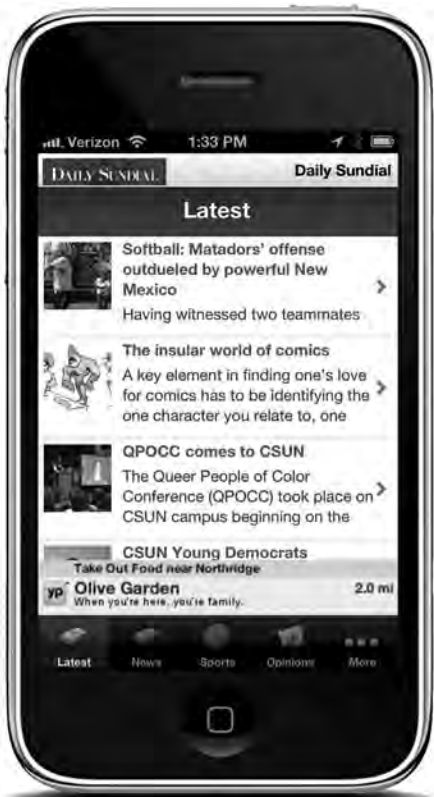 Verizon 1:33 PM
DAILY SUNDIAL Daily Sundial
Latest
Softball: Matadors' offense
outdueled by powerful New
Mexico
Having witnessed two teammates
The insular world of comics
A key element in finding one's love
for comics has to be identifying the
one character you relate to, one
QPOCC comes to CSUN
The Queer People of Color
Conference (QPOCC) took place on
CSUN campus beginning on the
CSUN Young Democrats
Take Out Food near Northridge
yp Olive Garden 2.0 mi
When you're here, you're family.
Latest News Sports Opinions More